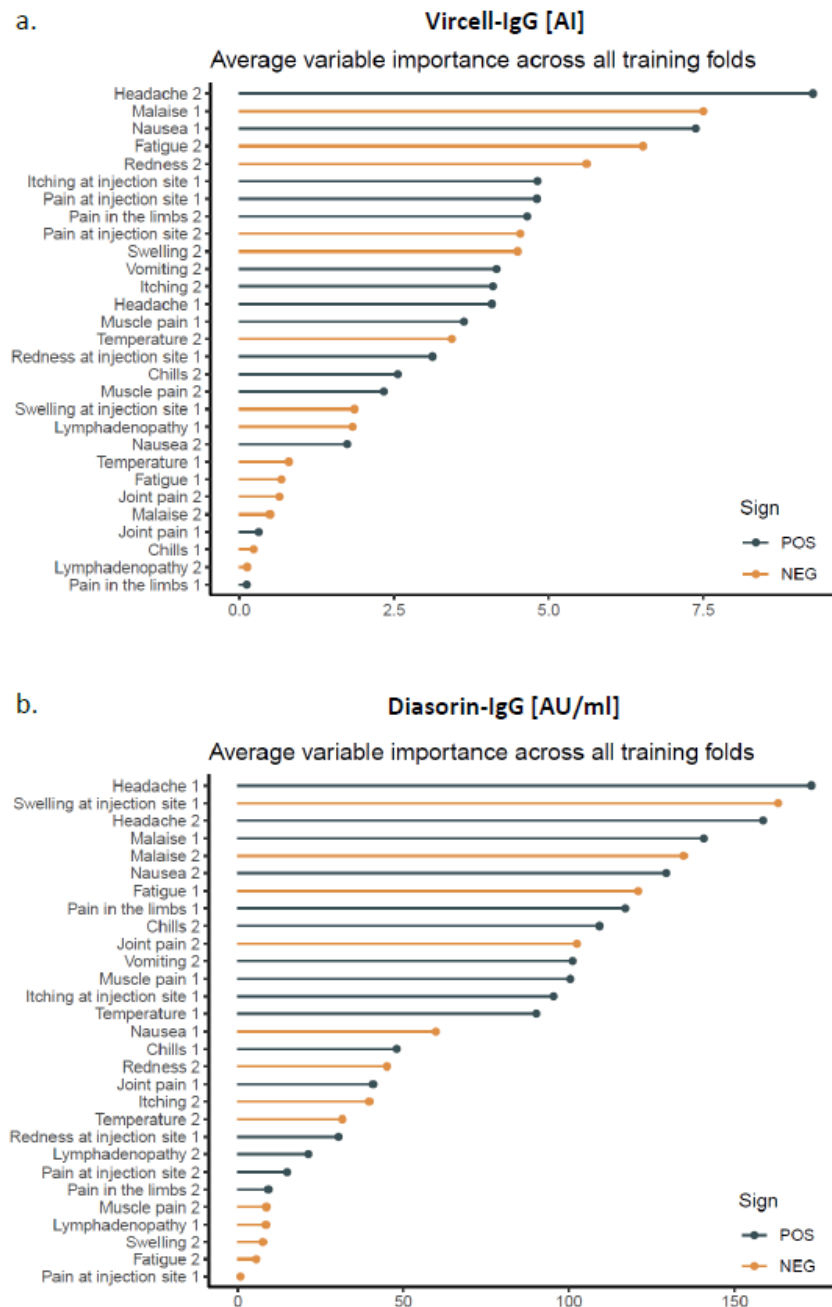 a.
Vircell-IgG [AI]
Average variable importance across all training folds
Headache 2
Malaise 1
Nausea 1
Fatigue 2
Redness 2
Itching at injection site 1
Pain at injection site 1
Pain in the limbs 2
Pain at injection site 2
Swelling 2
Vomiting 2
Itching 2
Headache 1
Muscle pain 1
Temperature 2
Redness at injection site 1
Chills 2
Muscle pain 2
Swelling at injection site 1
Lymphadenopathy 1
Nausea 2
Temperature 1
Fatigue 1
Joint pain 2
Malaise 2
Joint pain 1
Chills 1
Lymphadenopathy 2
Pain in the limbs 1
Sign
POS
NEG
0.0 2.5 5.0 7.5
b.
Diasorin-IgG [AU/ml]
Average variable importance across all training folds
Headache 1
Swelling at injection site 1
Headache 2
Malaise 1
Malaise 2
Nausea 2
Fatigue 1
Pain in the limbs 1
Chills 2
Joint pain 2
Vomiting 2
Muscle pain 1
Itching at injection site 1
Temperature 1
Nausea 1
Chills 1
Redness 2
Joint pain 1
Itching 2
Temperature 2
Redness at injection site 1
Lymphadenopathy 2
Pain at injection site 2
Pain in the limbs 2
Muscle pain 2
Lymphadenopathy 1
Swelling 2
Fatigue 2
Pain at injection site 1
Sign
POS
NEG
0 50 100 150